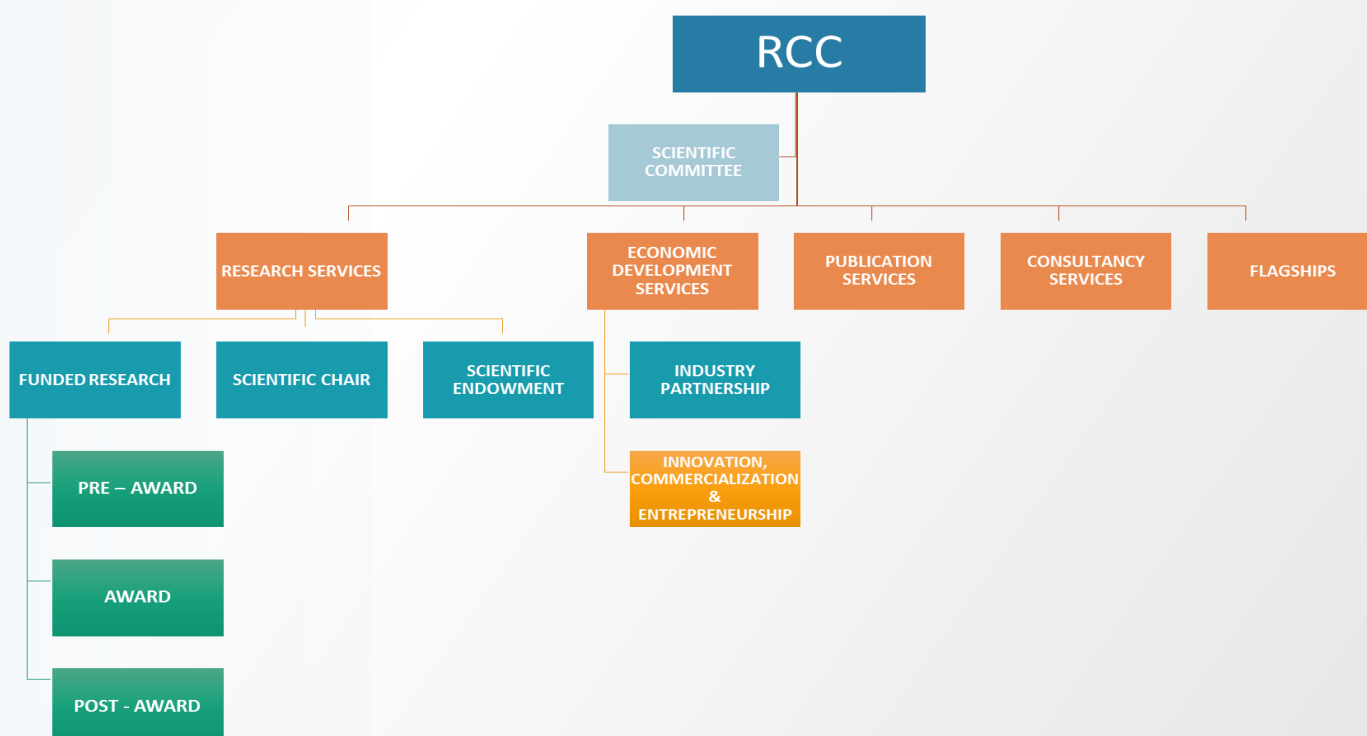 RCC
SCIENTIFIC
COMMITTEE
RESEARCH SERVICES
ECONOMIC
DEVELOPMENT
SERVICES
PUBLICATION
SERVICES
CONSULTANCY
SERVICES
FLAGSHIPS
FUNDED RESEARCH
SCIENTIFIC CHAIR
SCIENTIFIC
ENDOWMENT
INDUSTRY
PARTNERSHIP
PRE – AWARD
INNOVATION,
COMMERCIALIZATION
&
ENTREPRENEURSHIP
AWARD
POST - AWARD